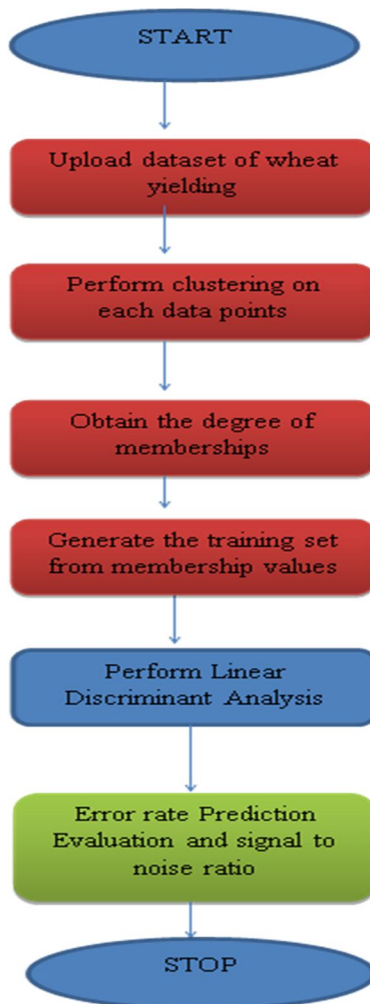 START
Upload dataset of wheat
yielding
Perform clustering on
each data points
Obtain the degree of
memberships
Generate the training set
from membership values
Perform Linear
Discriminant Analysis
Error rate Prediction
Evaluation and signal to
noise ratio
STOP